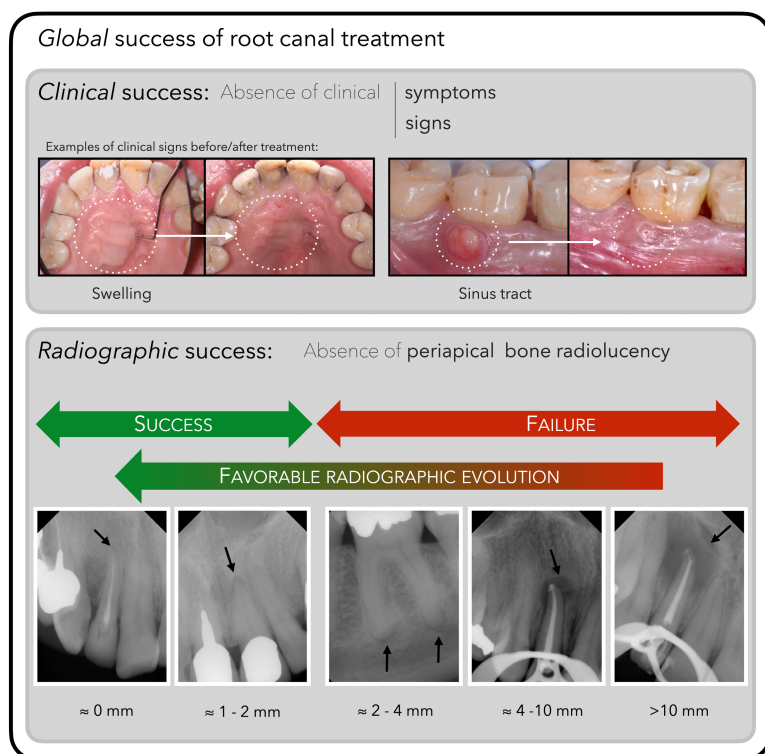 Global success of root canal treatment
Clinical success: Absence of clinical
symptoms
signs
Examples of clinical signs before/after treatment:
Swelling
Sinus tract
Radiographic success: Absence of periapical bone radiolucency
SUCCESS
FAILURE
FAVORABLE RADIOGRAPHIC EVOLUTION
≈ 0 mm
≈ 1 - 2 mm
≈ 2 - 4 mm
≈ 4 -10 mm
>10 mm